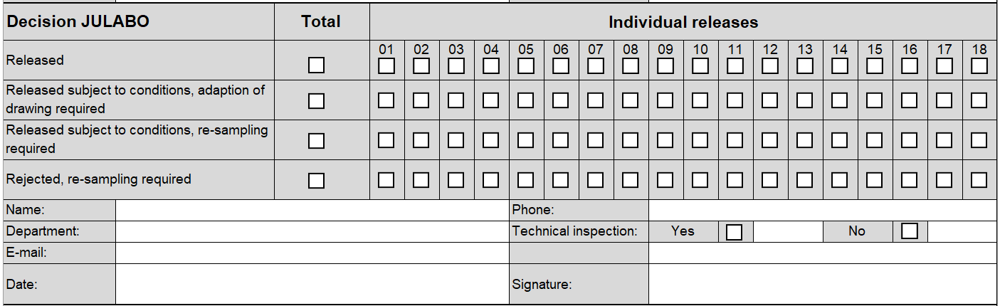 Decision JULABO Total Individual releases
01 02 03 04 05 06 07 08 09 10 11 12 13 14 15 16 17 18
Released
Released subject to conditions, adaption of
drawing required
Released subject to conditions, re-sampling
required
Rejected, re-sampling required
Name: Phone:
Department: Technical inspection: Yes No
E-mail:
Date: Signature: